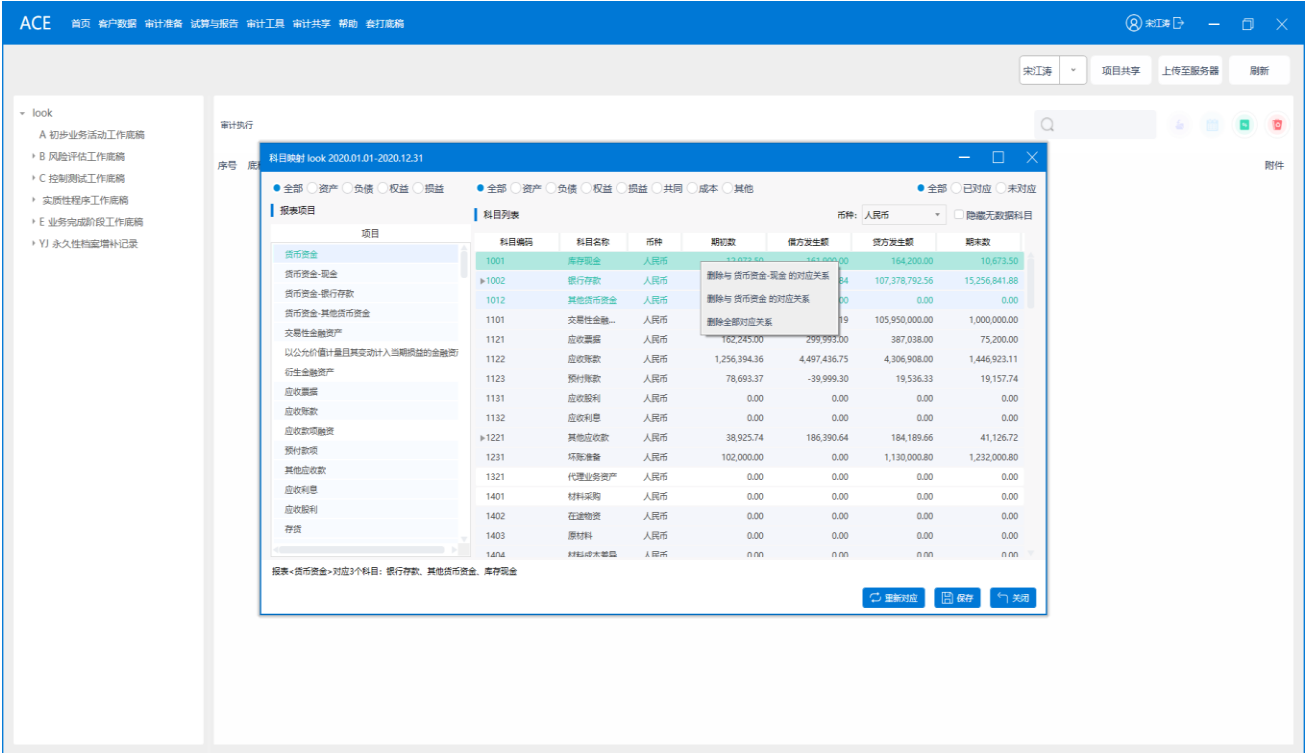 ACE 首页 客户数据 审计准备 试算与报告 审计工具 审计共享 帮助 套打底稿 宋江涛
宋江涛 项目共享 上传至服务器 刷新
look
A 初步业务活动工作底稿
B 风险评估工作底稿
C 控制测试工作底稿
实质性程序工作底稿
E 业务完成阶段工作底稿
YJ 永久性档案增补记录
审计执行
序号 附件
科目映射 look 2020.01.01-2020.12.31
全部 资产 负债 权益 损益 全部 资产 负债 权益 损益 共同 成本 其他 全部 已对应 未对应
报表项目
项目
货币资金
货币资金-现金
货币资金-银行存款
货币资金-其他货币资金
交易性金融资产
以公允价值计量且其变动计入当期损益的金融资
衍生金融资产
应收票据
应收账款
应收款项融资
预付款项
其他应收款
应收利息
应收股利
存货
科目列表 币种: 人民币 隐藏无数据科目
科目编码 科目名称 币种 期初数 借方发生额 贷方发生额 期末数
1001 库存现金 人民币 164,200.00 10,673.50
1002 银行存款 人民币 84 107,378,792.56 15,256,841.88
1012 其他货币资金 人民币 00 0.00 0.00
1101 交易性金融... 人民币 19 105,950,000.00 1,000,000.00
1121 应收票据 人民币 162,245.00 299,993.00 387,038.00 75,200.00
1122 应收账款 人民币 1,256,394.36 4,497,436.75 4,306,908.00 1,446,923.11
1123 预付账款 人民币 78,693.37 -39,999.30 19,536.33 19,157.74
1131 应收股利 人民币 0.00 0.00 0.00 0.00
1132 应收利息 人民币 0.00 0.00 0.00 0.00
1221 其他应收款 人民币 38,925.74 186,390.64 184,189.66 41,126.72
1231 坏账准备 人民币 102,000.00 0.00 1,130,000.80 1,232,000.80
1321 代理业务资产 人民币 0.00 0.00 0.00 0.00
1401 材料采购 人民币 0.00 0.00 0.00 0.00
1402 在途物资 人民币 0.00 0.00 0.00 0.00
1403 原材料 人民币 0.00 0.00 0.00 0.00
1404 材料成本差异 人民币 0.00 0.00 0.00 0.00
删除与 货币资金-现金 的对应关系
删除与 货币资金 的对应关系
删除全部对应关系
报表<货币资金>对应3个科目：银行存款、其他货币资金、库存现金
重新对应 保存 关闭